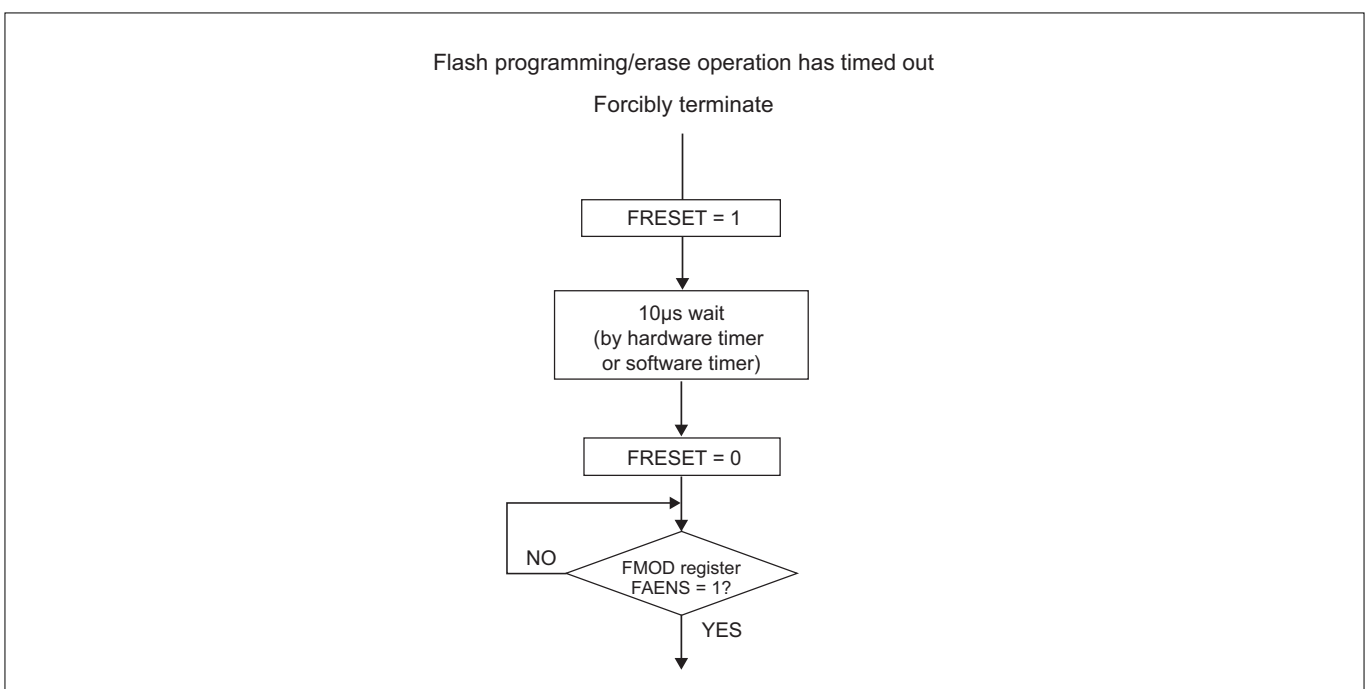 Flash programming/erase operation has timed out
Forcibly terminate
FRESET = 1
10µs wait
(by hardware timer
or software timer)
FRESET = 0
NO
FMOD register
FAENS = 1?
YES